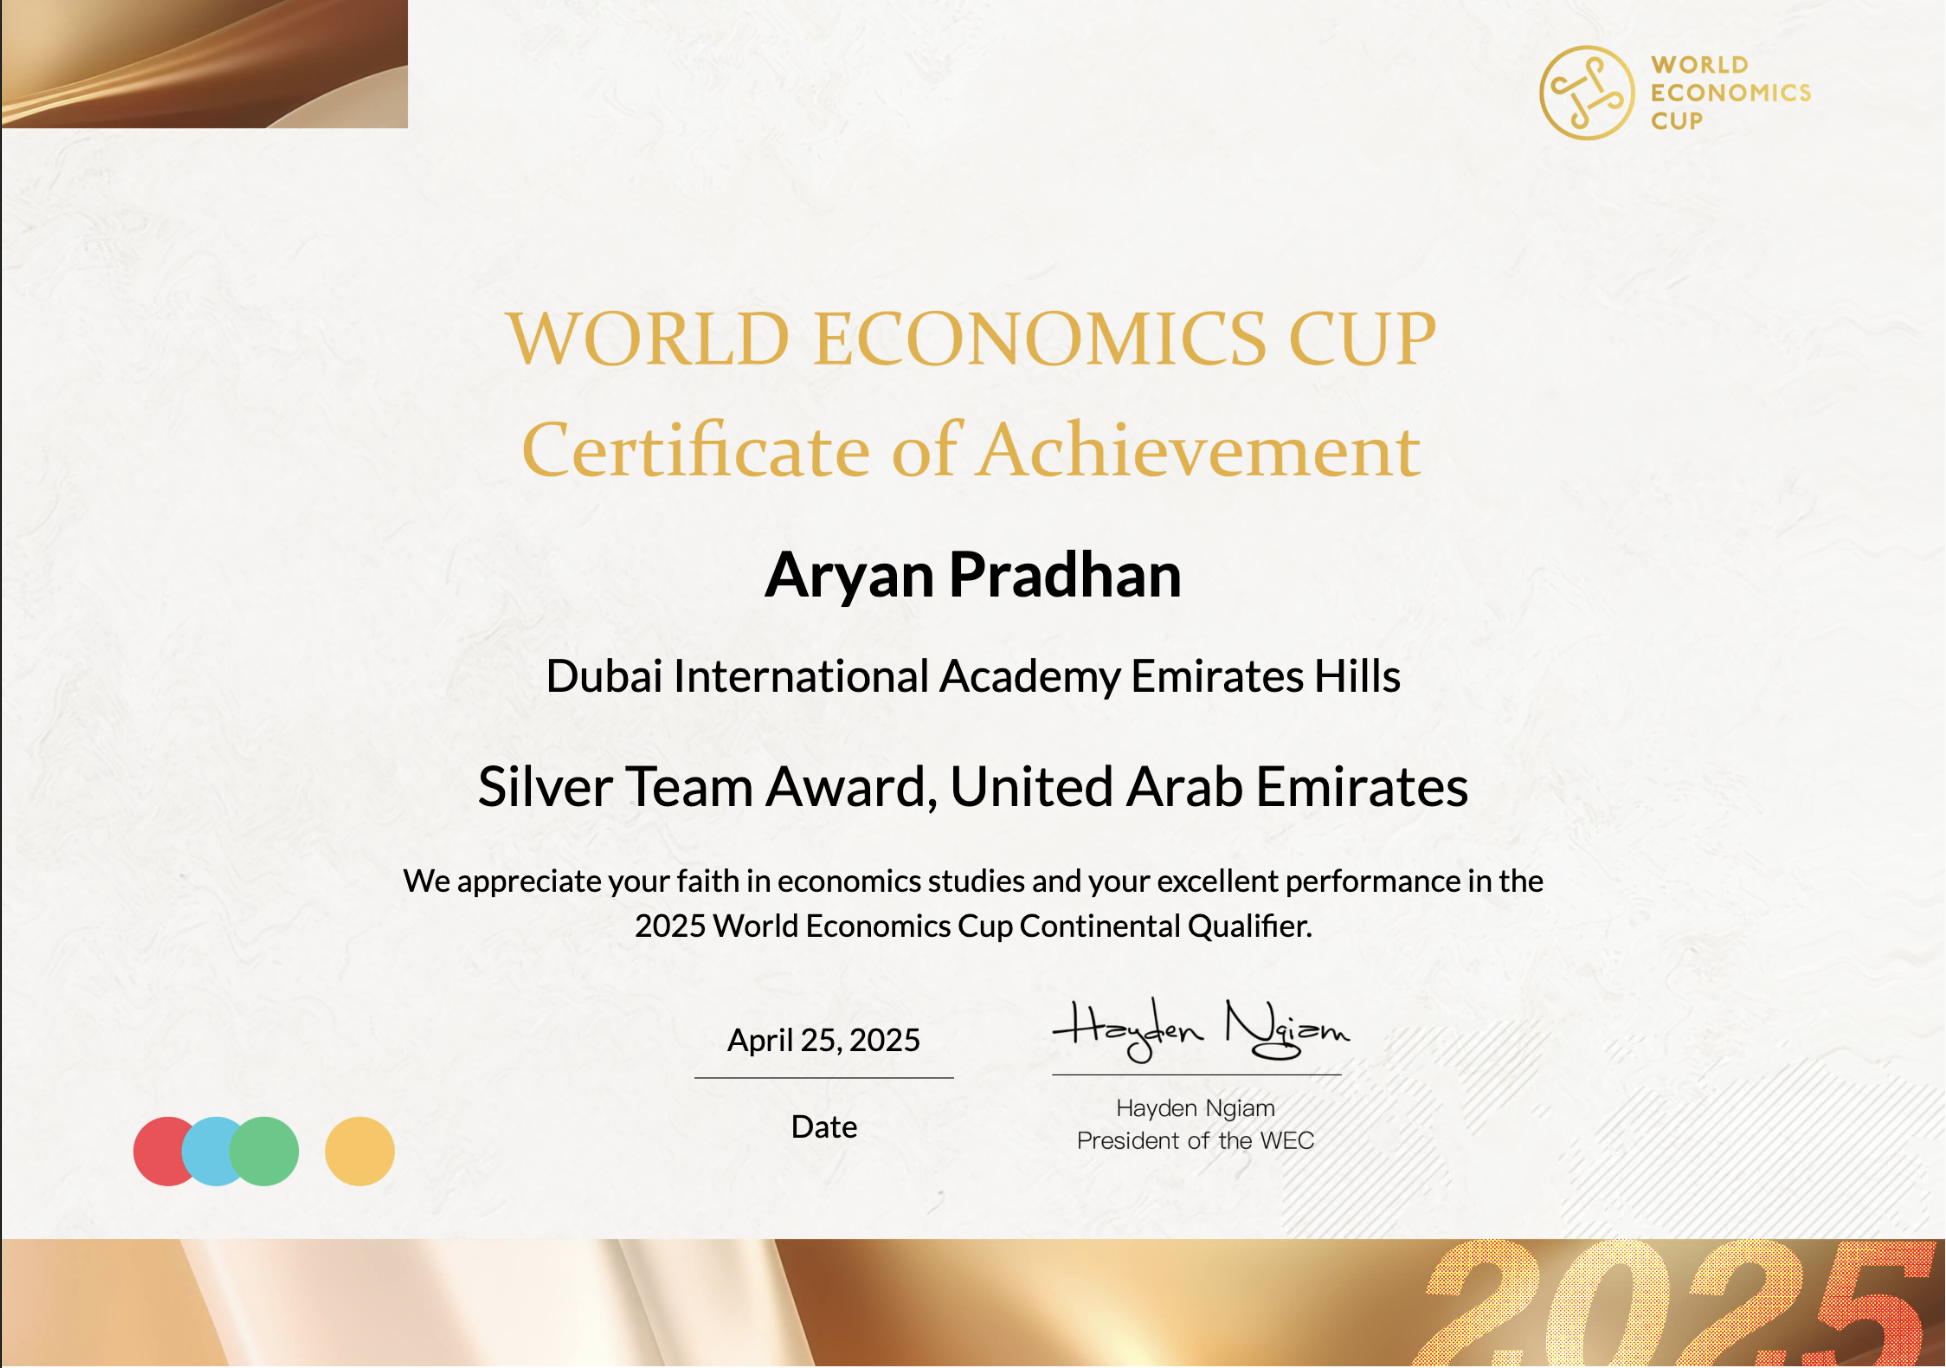 WORLD
ECONOMICS
CUP
WORLD ECONOMICS CUP
Certificate of Achievement
Aryan Pradhan
Dubai International Academy Emirates Hills
Silver Team Award, United Arab Emirates
We appreciate your faith in economics studies and your excellent performance in the
2025 World Economics Cup Continental Qualifier.
April 25, 2025
Date
Hayden Ngiam
Hayden Ngiam
President of the WEC
2025